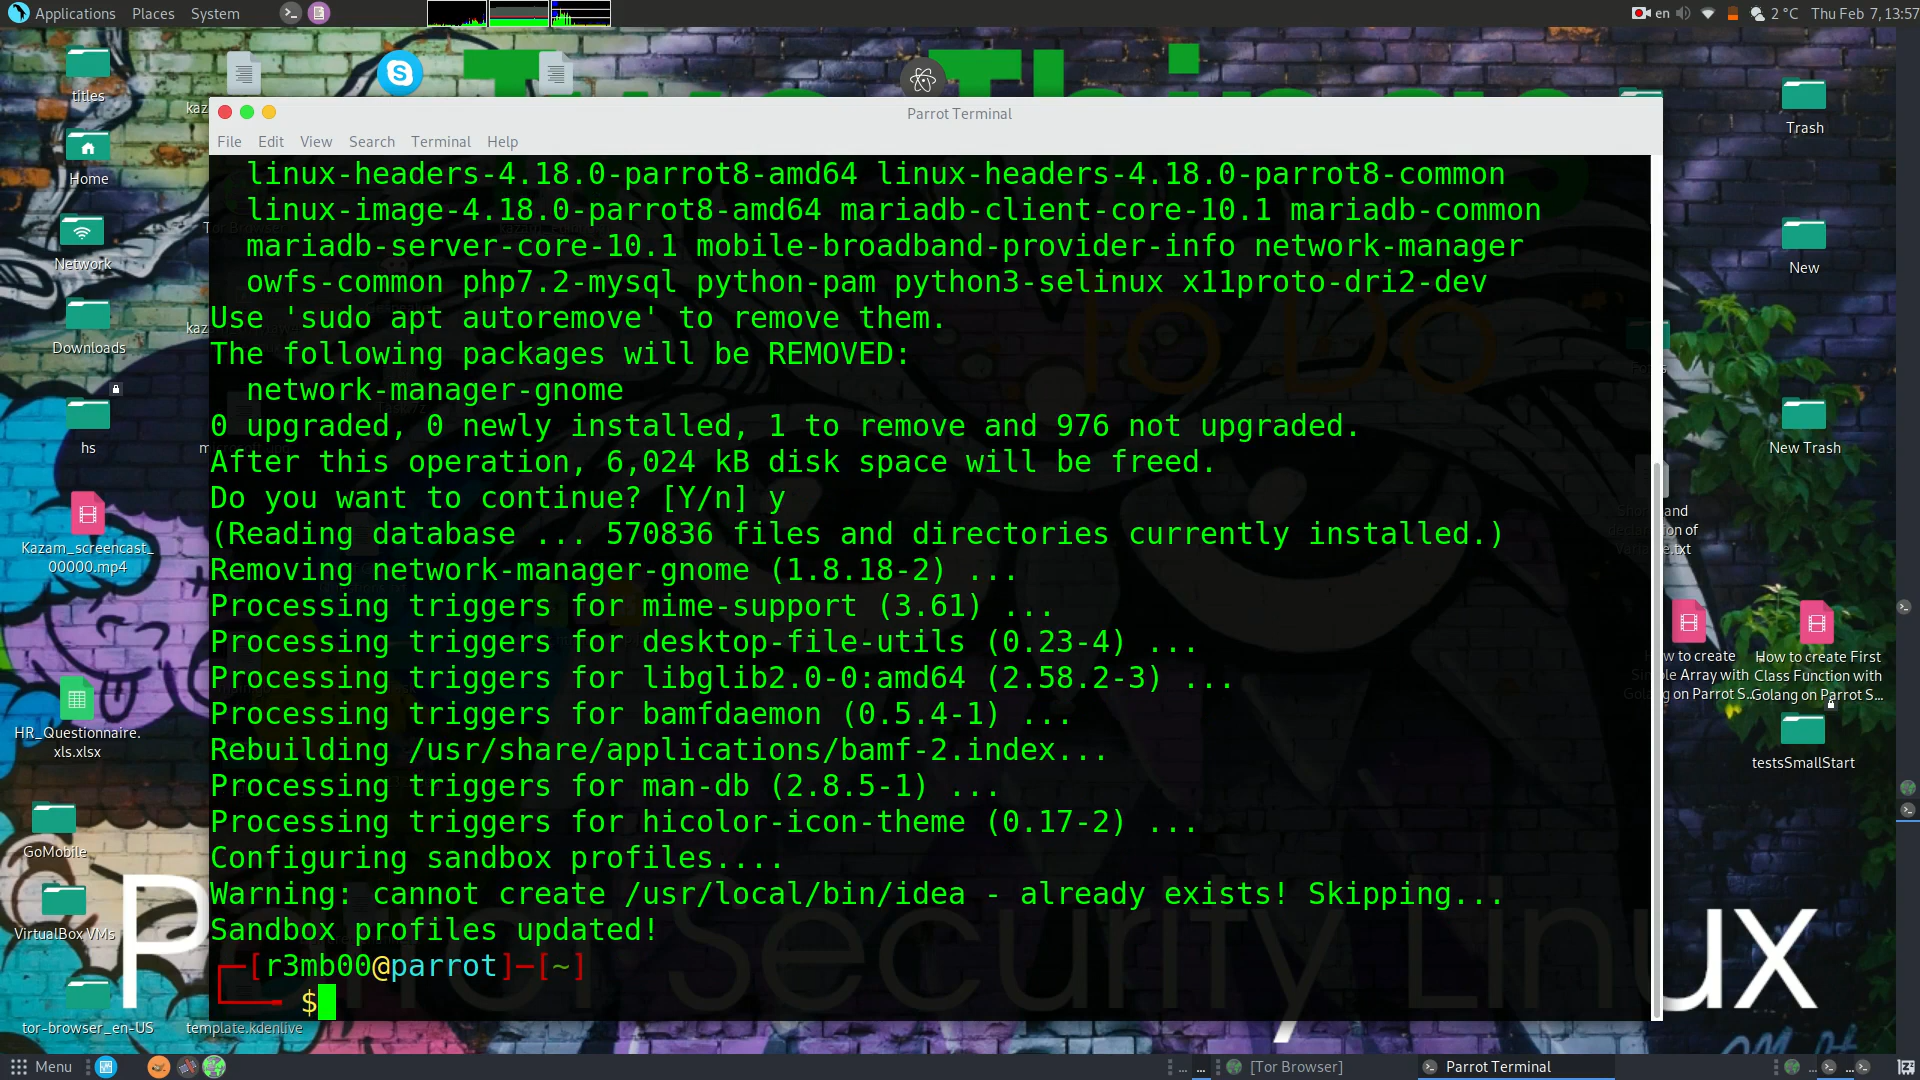 Applications Places System
en 2 °C Thu Feb 7, 13:57
titles
Home
Network
Downloads
hs
Kazam_screencast_
00000.mp4
HR_Questionnaire.
xls.xlsx
GoMobile
VirtualBox VMs
tor-browser_en-US
template.kdenlive
Parrot Terminal
File Edit View Search Terminal Help
linux-headers-4.18.0-parrot8-amd64 linux-headers-4.18.0-parrot8-common
linux-image-4.18.0-parrot8-amd64 mariadb-client-core-10.1 mariadb-common
mariadb-server-core-10.1 mobile-broadband-provider-info network-manager
owfs-common php7.2-mysql python-pam python3-selinux x11proto-dri2-dev
Use 'sudo apt autoremove' to remove them.
The following packages will be REMOVED:
network-manager-gnome
0 upgraded, 0 newly installed, 1 to remove and 976 not upgraded.
After this operation, 6,024 kB disk space will be freed.
Do you want to continue? [Y/n] y
(Reading database ... 570836 files and directories currently installed.)
Removing network-manager-gnome (1.8.18-2) ...
Processing triggers for mime-support (3.61) ...
Processing triggers for desktop-file-utils (0.23-4) ...
Processing triggers for libglib2.0-0:amd64 (2.58.2-3) ...
Processing triggers for bamfdaemon (0.5.4-1) ...
Rebuilding /usr/share/applications/bamf-2.index...
Processing triggers for man-db (2.8.5-1) ...
Processing triggers for hicolor-icon-theme (0.17-2) ...
Configuring sandbox profiles....
Warning: cannot create /usr/local/bin/idea - already exists! Skipping...
Sandbox profiles updated!
┌─[r3mb00@parrot]─[~]
└──╼ $
To Do
Parrot Security Linux
Trash
New
New Trash
How to create First
Class Function with
Golang on Parrot S...
testsSmallStart
Menu
[Tor Browser]
Parrot Terminal